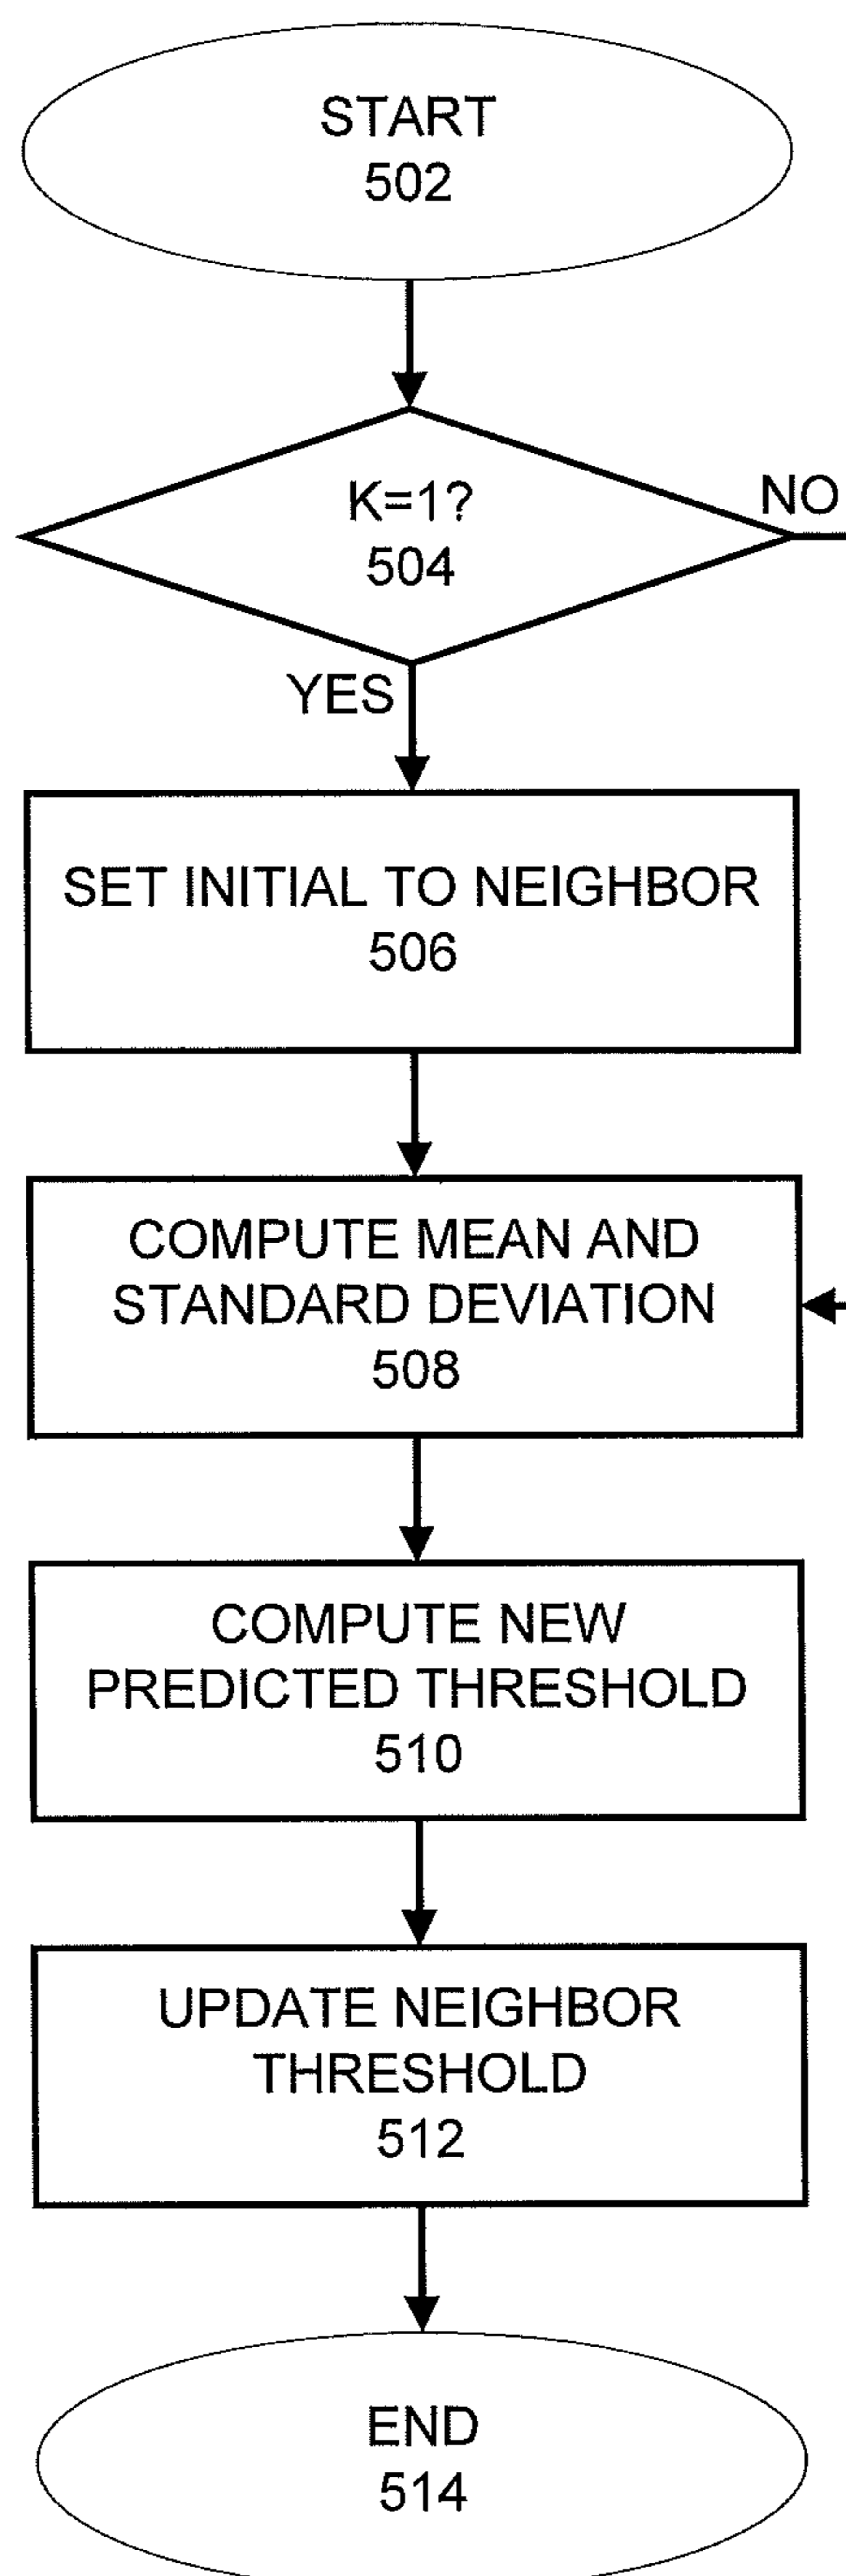 START
502
K=1?
504
NO
YES
SET INITIAL TO NEIGHBOR
506
COMPUTE MEAN AND
STANDARD DEVIATION
508
COMPUTE NEW
PREDICTED THRESHOLD
510
UPDATE NEIGHBOR
THRESHOLD
512
END
514